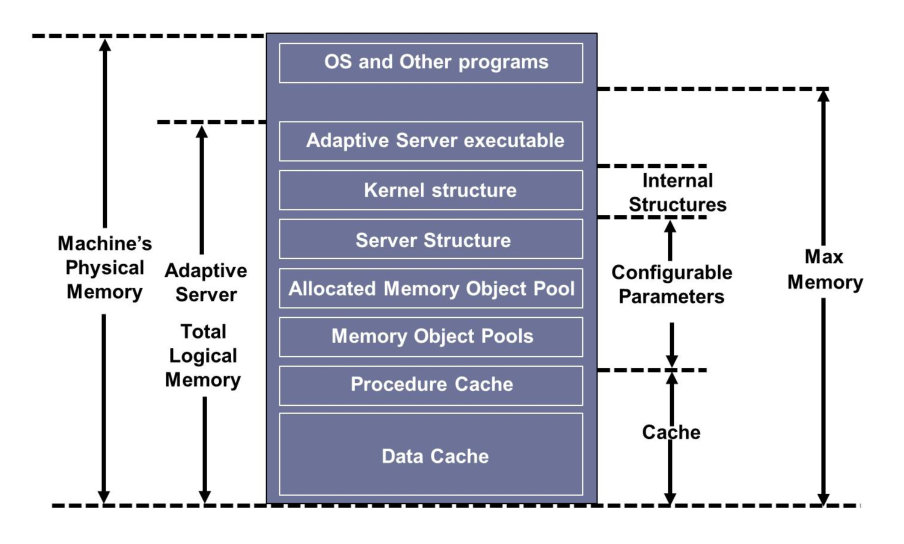 OS and Other programs
Adaptive Server executable
Kernel structure
Server Structure
Allocated Memory Object Pool
Memory Object Pools
Procedure Cache
Data Cache
Machine's
Physical
Memory
Adaptive
Server
Total
Logical
Memory
Internal
Structures
Configurable
Parameters
Cache
Max
Memory